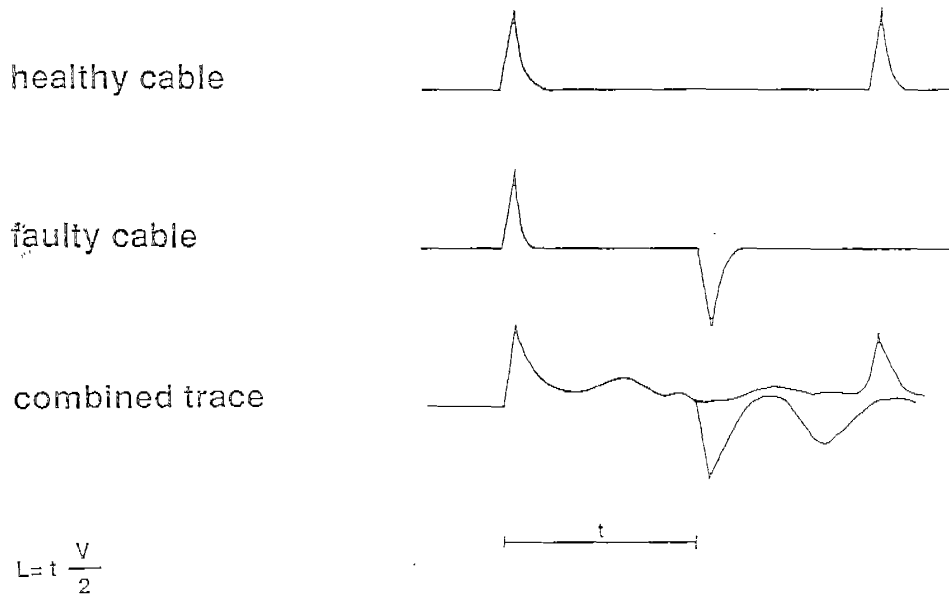 healthy cable
faulty cable
combined trace
t
L= t V/2